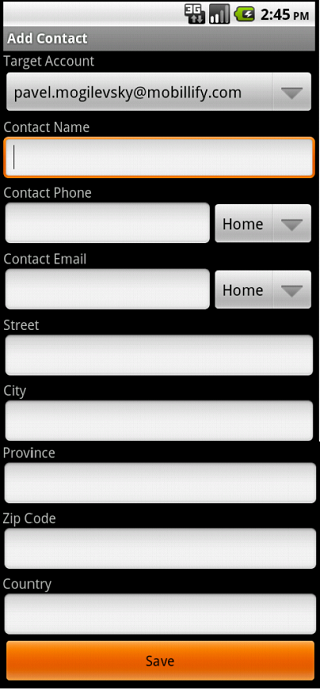 3G 2:45 PM
Add Contact
Target Account
pavel.mogilevsky@mobillify.com
Contact Name
Contact Phone
Home
Contact Email
Home
Street
City
Province
Zip Code
Country
Save